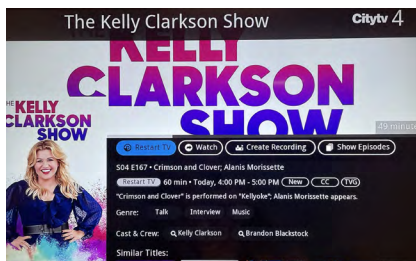 The Kelly Clarkson Show
Citytv 4
KELLY
CLARKSON
SHOW
THE
KELLY
CLARKSON
SHOW
49 minute
Restart TV
Watch
Create Recording
Show Episodes
S04 E167 • Crimson and Clover; Alanis Morissette
Restart TV 60 min • Today, 4:00 PM - 5:00 PM New CC TVG
"Crimson and Clover" is performed on "Kellyoke"; Alanis Morissette appears.
Genre: Talk Interview Music
Cast & Crew: Kelly Clarkson Brandon Blackstock
Similar Titles: